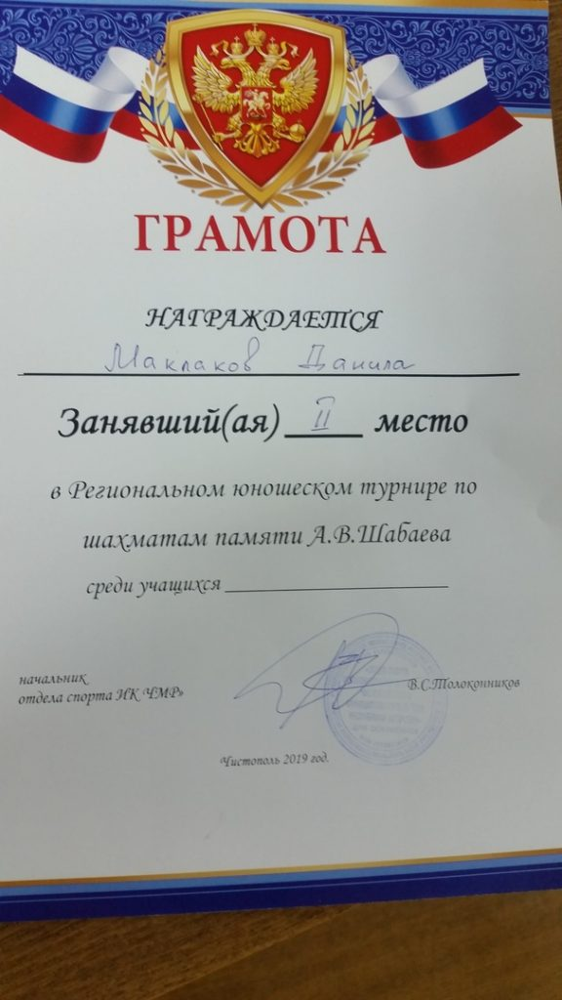 ГРАМОТА
НАГРАЖДАЕТСЯ
Маклаков Данила
Занявший(ая) II место
в Региональном юношеском турнире по
шахматам памяти А.В.Шабаева
среди учащихся
начальник
отдела спорта ИК ЧМР»
В.С.Толоконников
Чистополь 2019 год.